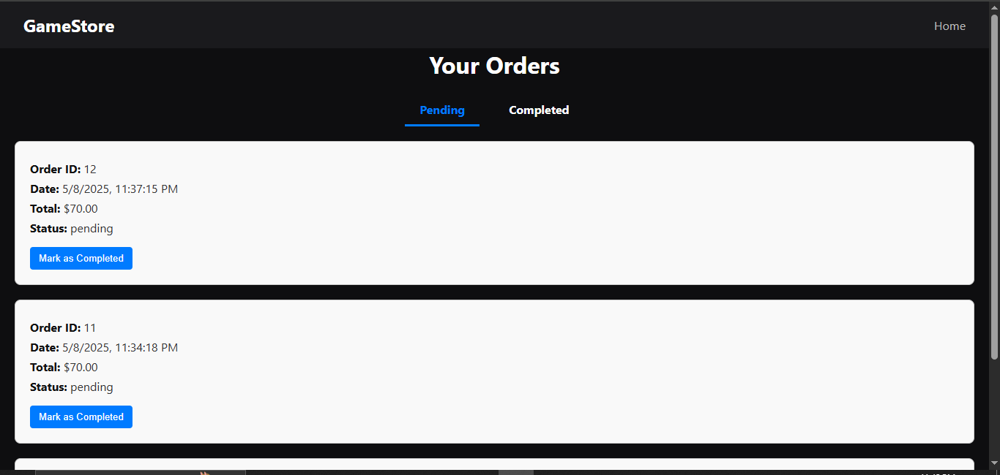 GameStore
Home
Your Orders
Pending
Completed
Order ID: 12
Date: 5/8/2025, 11:37:15 PM
Total: $70.00
Status: pending
Mark as Completed
Order ID: 11
Date: 5/8/2025, 11:34:18 PM
Total: $70.00
Status: pending
Mark as Completed